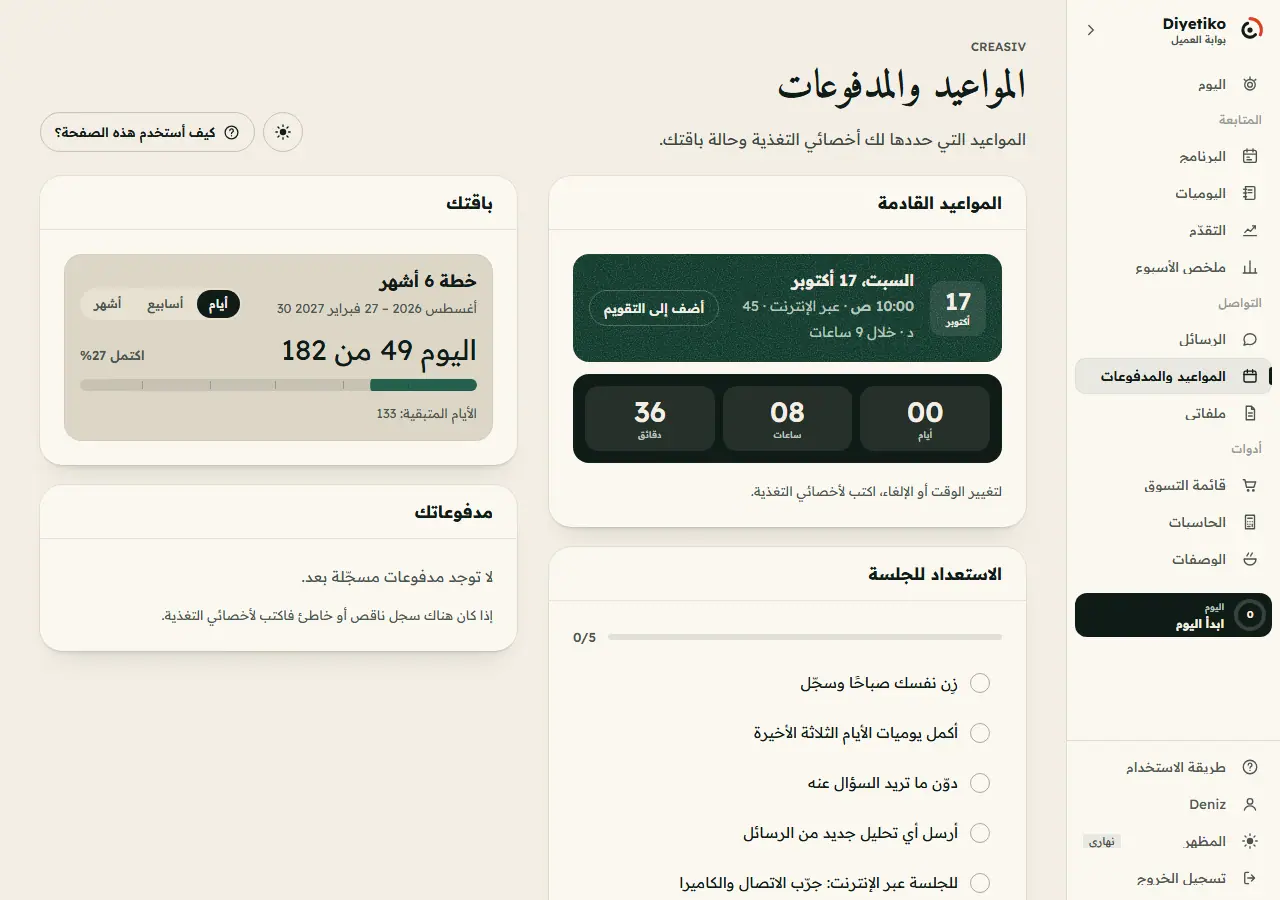 Diyetiko
بوابة العميل
اليوم
المتابعة
البرنامج
اليوميات
التقدّم
ملخص الأسبوع
التواصل
الرسائل
المواعيد والمدفوعات
ملفاتي
أدوات
قائمة التسوق
الحاسبات
الوصفات
0
اليوم
ابدأ اليوم
طريقة الاستخدام
Deniz
المظهر
نهاري
تسجيل الخروج
CREASIV
المواعيد والمدفوعات
المواعيد التي حددها لك أخصائي التغذية وحالة باقتك.
كيف أستخدم هذه الصفحة؟
المواعيد القادمة
17
أكتوبر
السبت، 17 أكتوبر
10:00 ص · عبر الإنترنت · 45
د · خلال 9 ساعات
أضف إلى التقويم
00
أيام
08
ساعات
36
دقائق
لتغيير الوقت أو الإلغاء، اكتب لأخصائي التغذية.
الاستعداد للجلسة
0/5
زِن نفسك صباحًا وسجّل
أكمل يوميات الأيام الثلاثة الأخيرة
دوّن ما تريد السؤال عنه
أرسل أي تحليل جديد من الرسائل
للجلسة عبر الإنترنت: جرّب الاتصال والكاميرا
باقتك
خطة 6 أشهر
30 أغسطس 2026 – 27 فبراير 2027
أيام
أسابيع
أشهر
اليوم 49 من 182
اكتمل 27%
الأيام المتبقية: 133
مدفوعاتك
لا توجد مدفوعات مسجّلة بعد.
إذا كان هناك سجل ناقص أو خاطئ فاكتب لأخصائي التغذية.